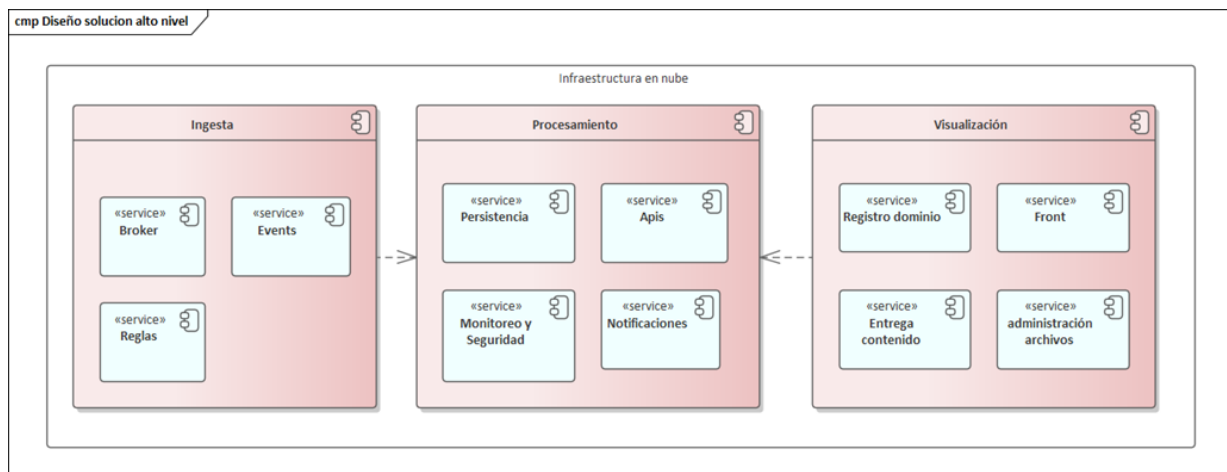 cmp Diseño solucion alto nivel
Infraestructura en nube
Ingesta
«service»
Broker
«service»
Events
«service»
Reglas
Procesamiento
«service»
Persistencia
«service»
Apis
«service»
Monitoreo y
Seguridad
«service»
Notificaciones
Visualización
«service»
Registro dominio
«service»
Front
«service»
Entrega
contenido
«service»
administración
archivos